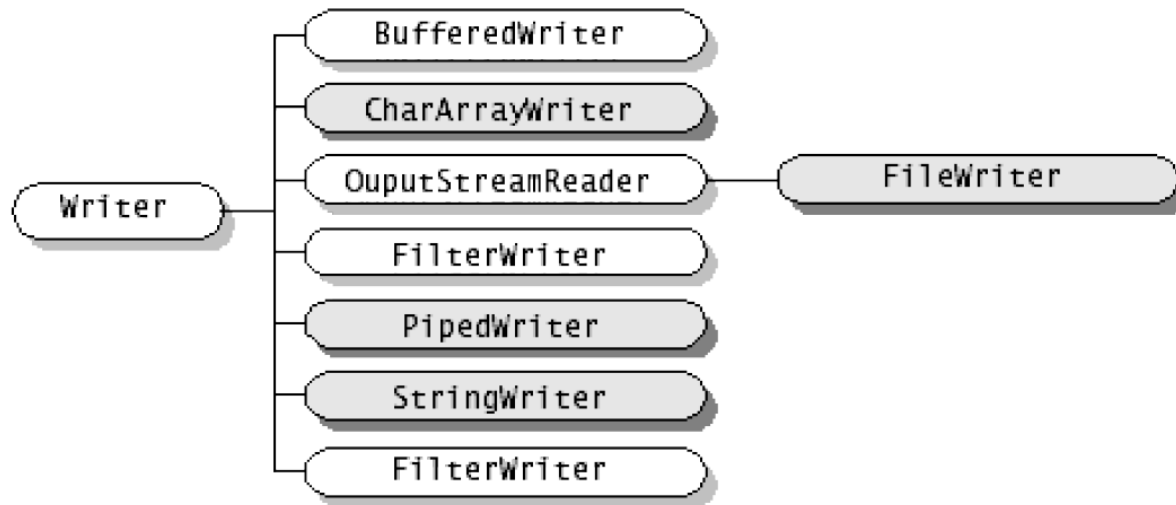 BufferedWriter
CharArrayWriter
OuputStreamReader
FileWriter
Writer
FilterWriter
PipedWriter
StringWriter
FilterWriter